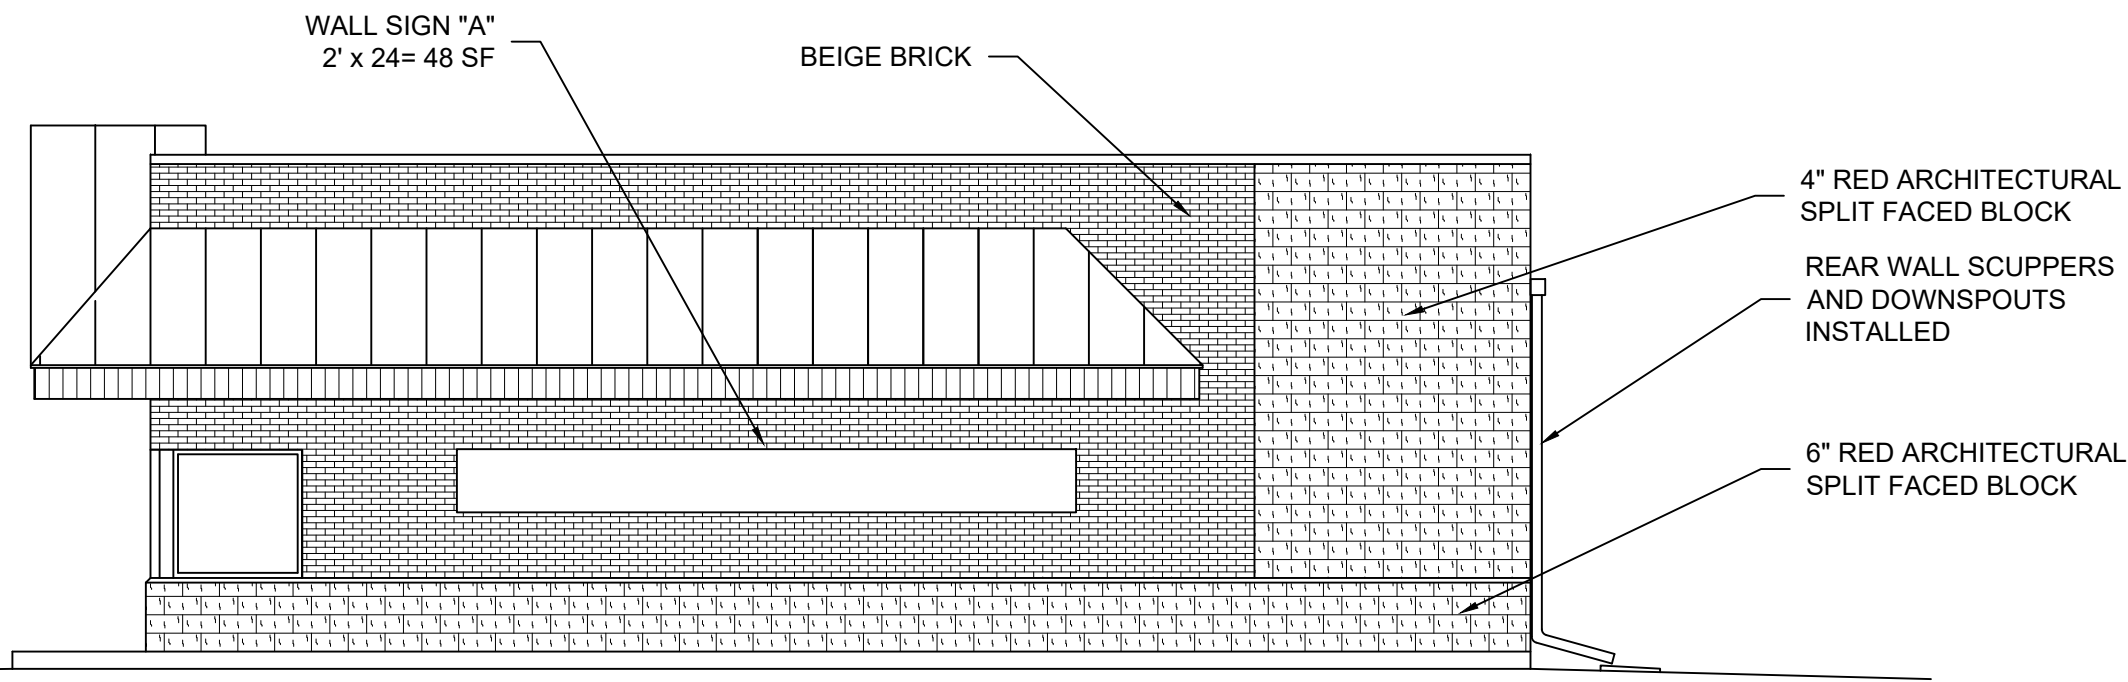 WALL SIGN "A"
2' x 24= 48 SF
BEIGE BRICK
4" RED ARCHITECTURAL
SPLIT FACED BLOCK
REAR WALL SCUPPERS
AND DOWNSPOUTS
INSTALLED
6" RED ARCHITECTURAL
SPLIT FACED BLOCK